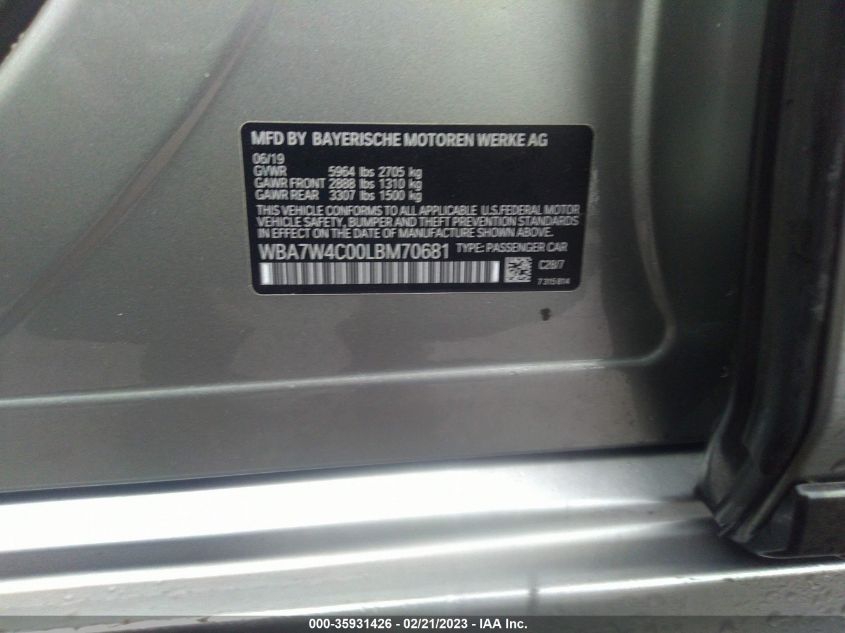 MFD BY BAYERISCHE MOTOREN WERKE AG
06/19
GVWR 5964 lbs 2705 kg
GAWR FRONT 2888 lbs 1310 kg
GAWR REAR 3307 lbs 1500 kg
THIS VEHICLE CONFORMS TO ALL APPLICABLE U.S.FEDERAL MOTOR
VEHICLE SAFETY, BUMPER AND THEFT PREVENTION STANDARDS
IN EFFECT ON THE DATE OF MANUFACTURE SHOWN ABOVE.
WBA7W4C00LBM70681 TYPE: PASSENGER CAR
C28/7
7315814
000-35931426 - 02/21/2023 - IAA Inc.